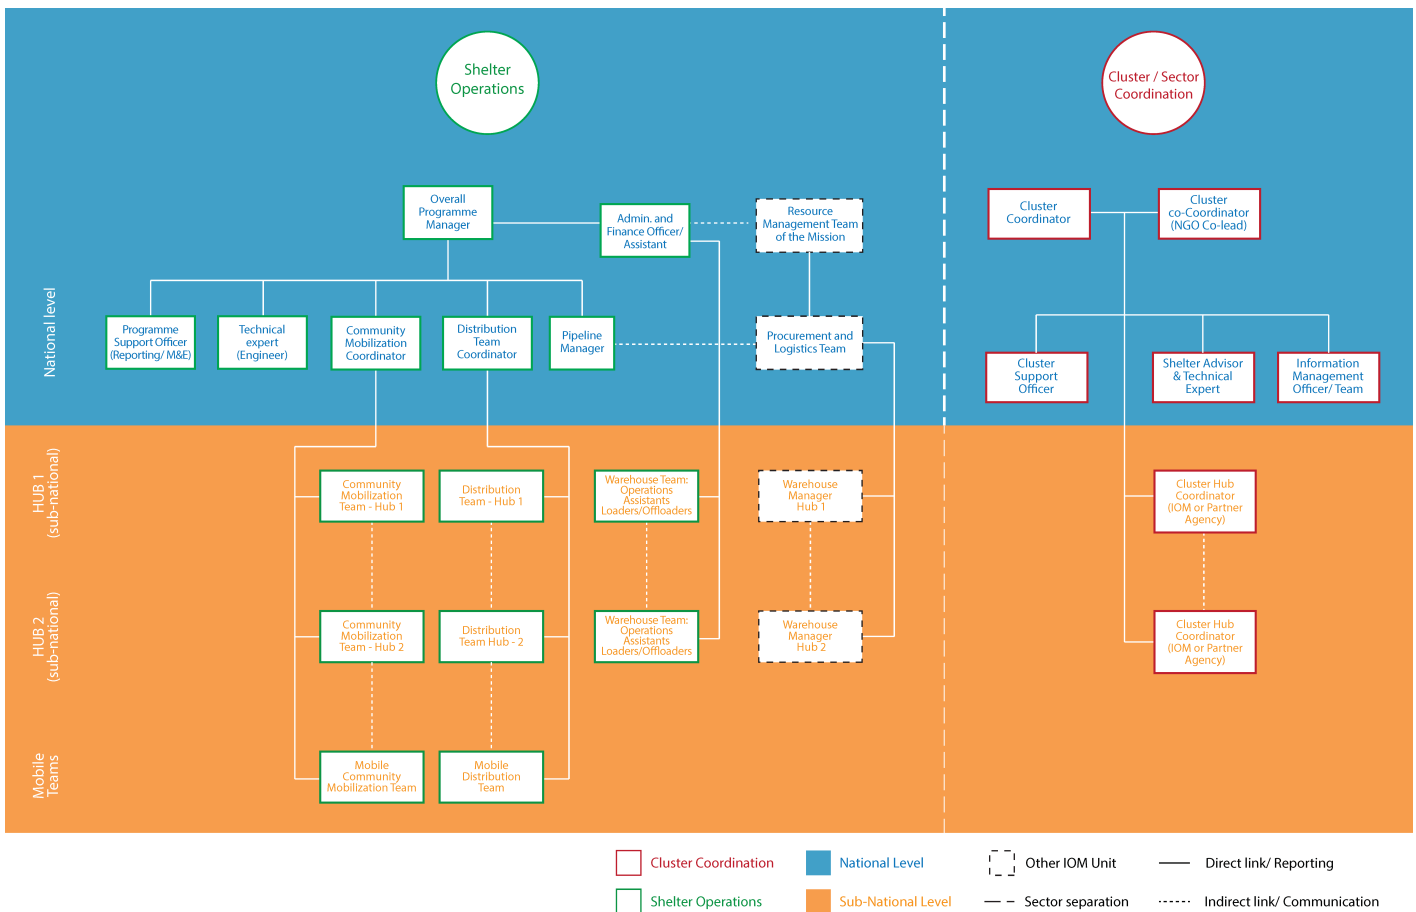 Shelter
Operations
Cluster / Sector
Coordination
Overall
Programme
Manager
Admin. and
Finance Officer/
Assistant
Resource
Management Team
of the Mission
Cluster
Coordinator
Cluster
co-Coordinator
(NGO Co-lead)
National level
Programme
Support Officer
(Reporting/ M&E)
Technical
expert
(Engineer)
Community
Mobilization
Coordinator
Distribution
Team
Coordinator
Pipeline
Manager
Procurement and
Logistics Team
Cluster
Support
Officer
Shelter Advisor
& Technical
Expert
Information
Management
Officer/ Team
HUB 1
(sub-national)
Community
Mobilization
Team - Hub 1
Distribution
Team - Hub 1
Warehouse Team:
Operations
Assistants
Loaders/Offloaders
Warehouse
Manager
Hub 1
Cluster Hub
Coordinator
(IOM or Partner
Agency)
HUB 2
(sub-national)
Community
Mobilization
Team - Hub 2
Distribution
Team Hub - 2
Warehouse Team:
Operations
Assistants
Loaders/Offloaders
Warehouse
Manager
Hub 2
Cluster Hub
Coordinator
(IOM or Partner
Agency)
Mobile
Teams
Mobile
Community
Mobilization Team
Mobile
Distribution
Team
Cluster Coordination
National Level
Other IOM Unit
Direct link/ Reporting
Shelter Operations
Sub-National Level
Sector separation
Indirect link/ Communication